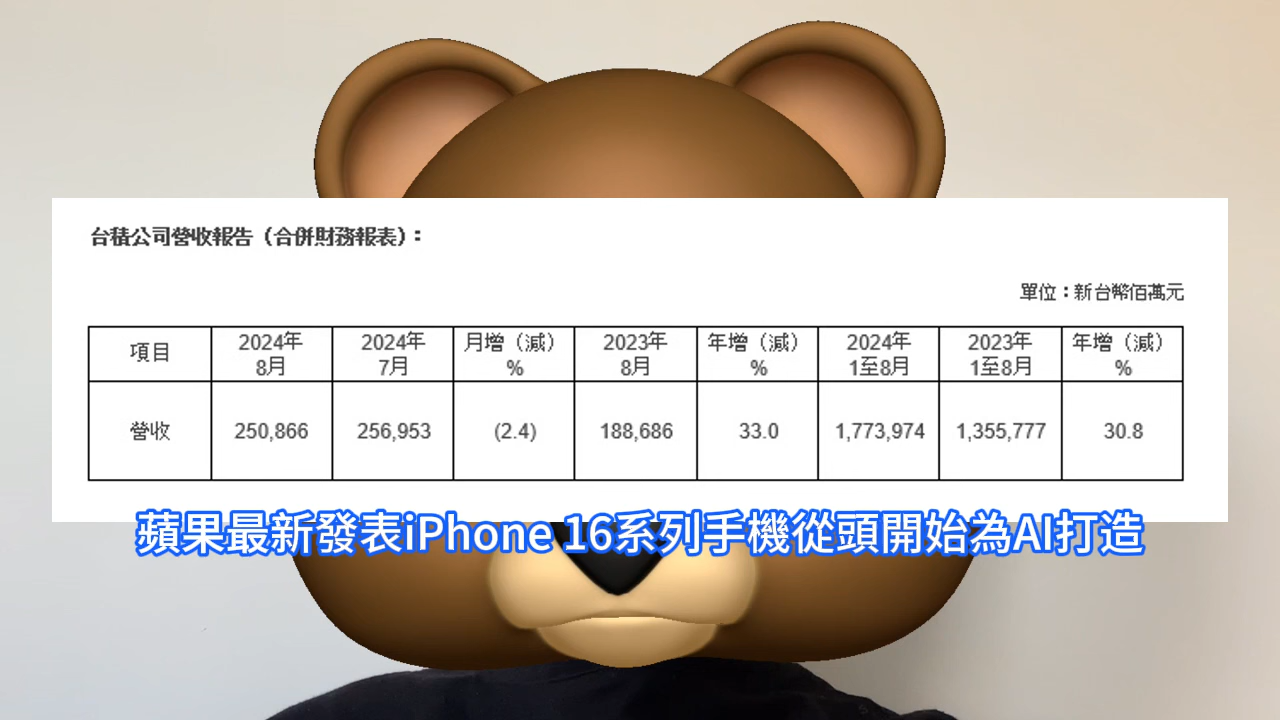 台積公司營收報告（合併財務報表）：
單位：新台幣佰萬元
項目 2024年8月 2024年7月 月增（減）% 2023年8月 年增（減）% 2024年1至8月 2023年1至8月 年增（減）%
營收 250,866 256,953 (2.4) 188,686 33.0 1,773,974 1,355,777 30.8
蘋果最新發表iPhone 16系列手機從頭開始為AI打造